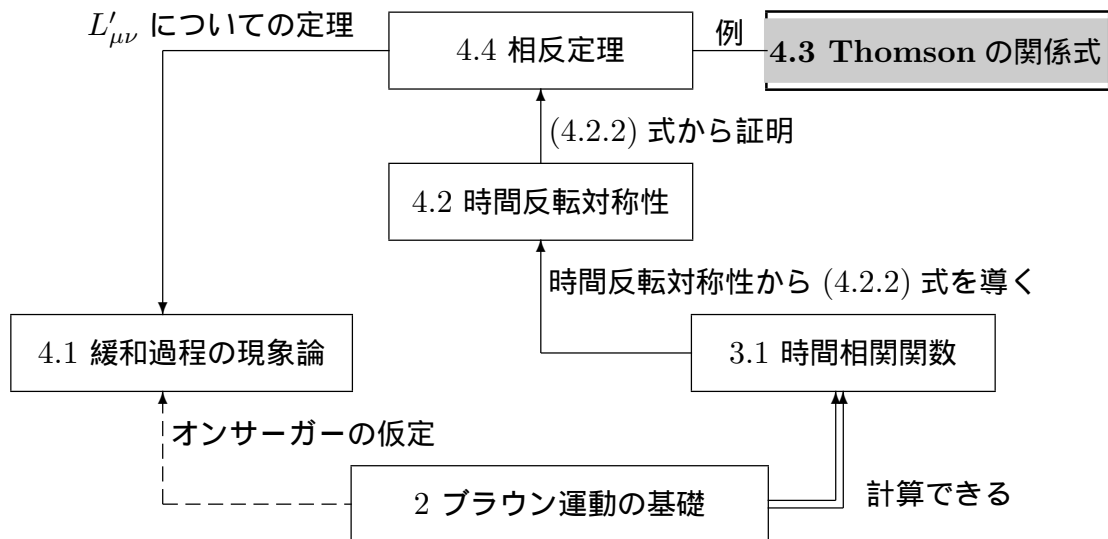 L′μν についての定理
4.4 相反定理
例
4.3 Thomson の関係式
(4.2.2) 式から証明
4.2 時間反転対称性
時間反転対称性から (4.2.2) 式を導く
4.1 緩和過程の現象論
3.1 時間相関関数
オンサーガーの仮定
2 ブラウン運動の基礎
計算できる